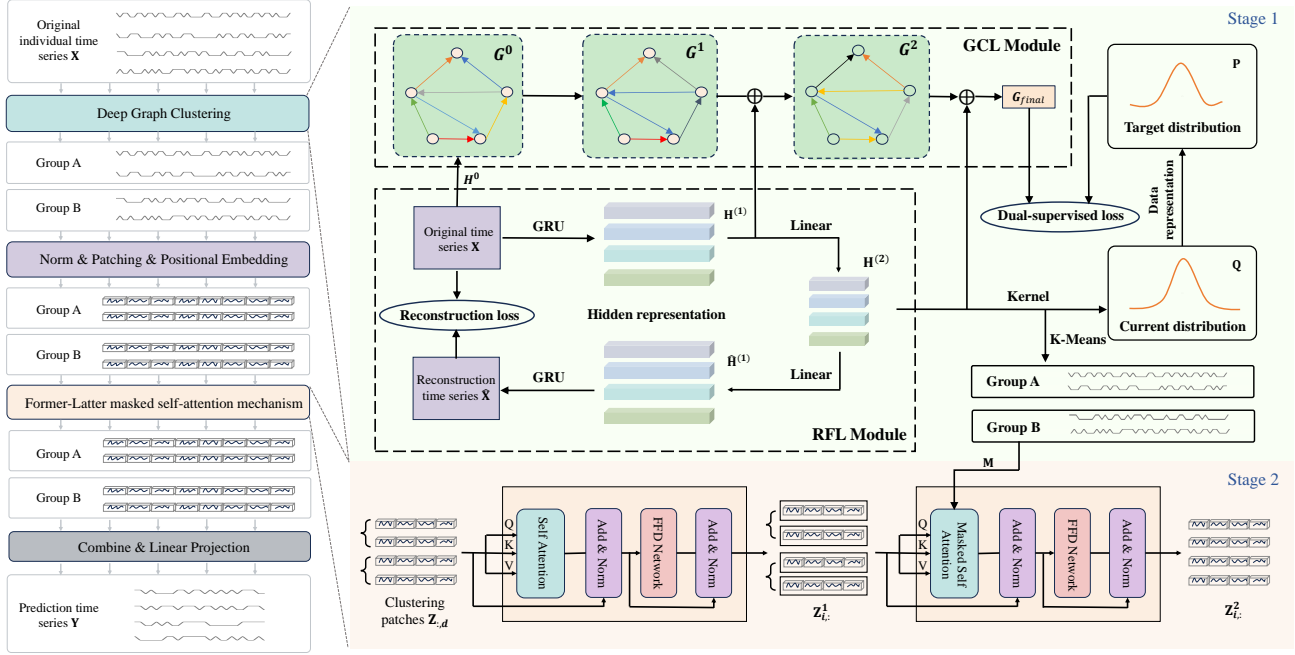 Original
individual time
series X
Deep Graph Clustering
Group A
Group B
Norm & Patching & Positional Embedding
Group A
Group B
Former-Latter masked self-attention mechanism
Group A
Group B
Combine & Linear Projection
Prediction time
series Y
Stage 1
GCL Module
G⁰
G¹
G²
G_final
H⁰
P
Target distribution
Dual-supervised loss
Data
representation
Q
Current distribution
Original time
series X
GRU
H⁽¹⁾
Linear
H⁽²⁾
Reconstruction loss
Hidden representation
Kernel
K-Means
Reconstruction
time series X̂
GRU
Ĥ⁽¹⁾
Linear
RFL Module
Group A
Group B
M
Stage 2
Clustering
patches Z_{:,d}
Q
K
V
Self Attention
Add & Norm
FFD Network
Add & Norm
Z¹_{i,:}
Q
K
V
Masked Self
Attention
Add & Norm
FFD Network
Add & Norm
Z²_{i,:}